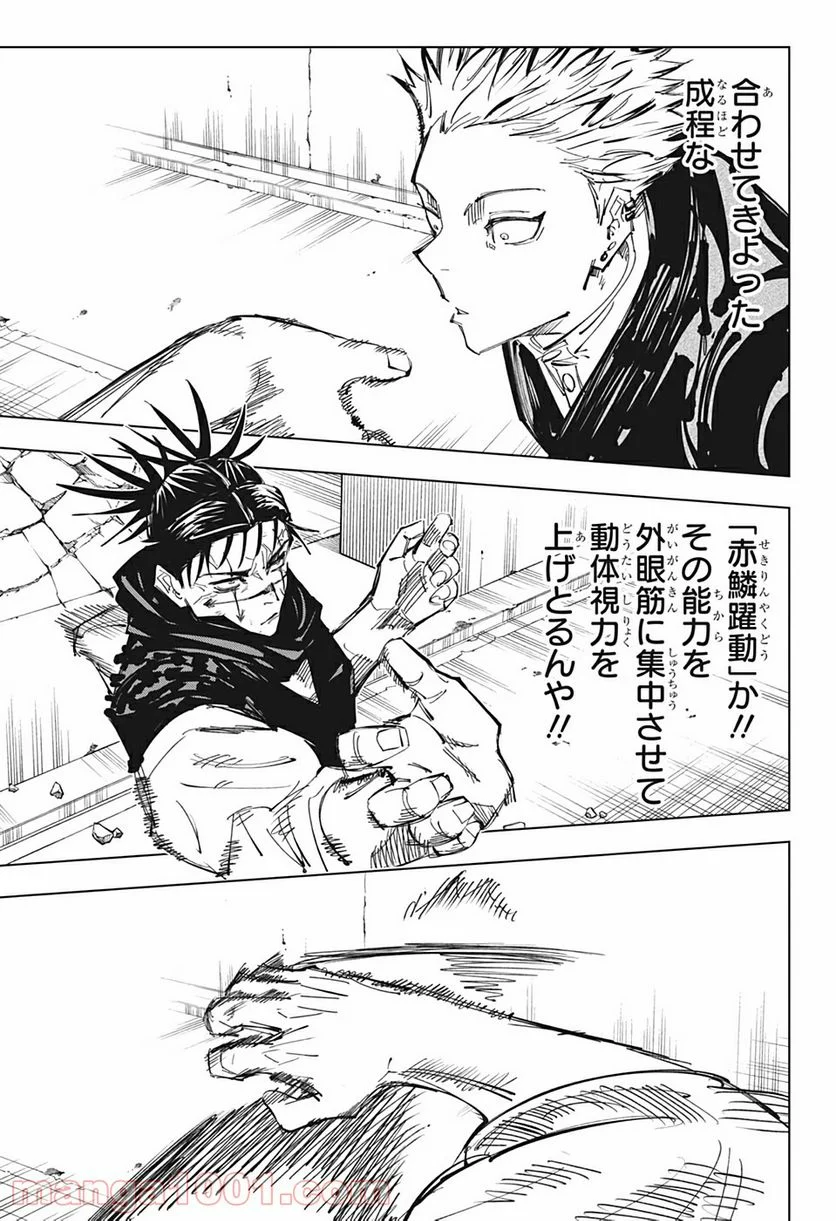 合わせてきよった
成程な
「赤鱗躍動」か!!
その能力を
外眼筋に集中させて
動体視力を
上げとるんや!!
manga1001.com